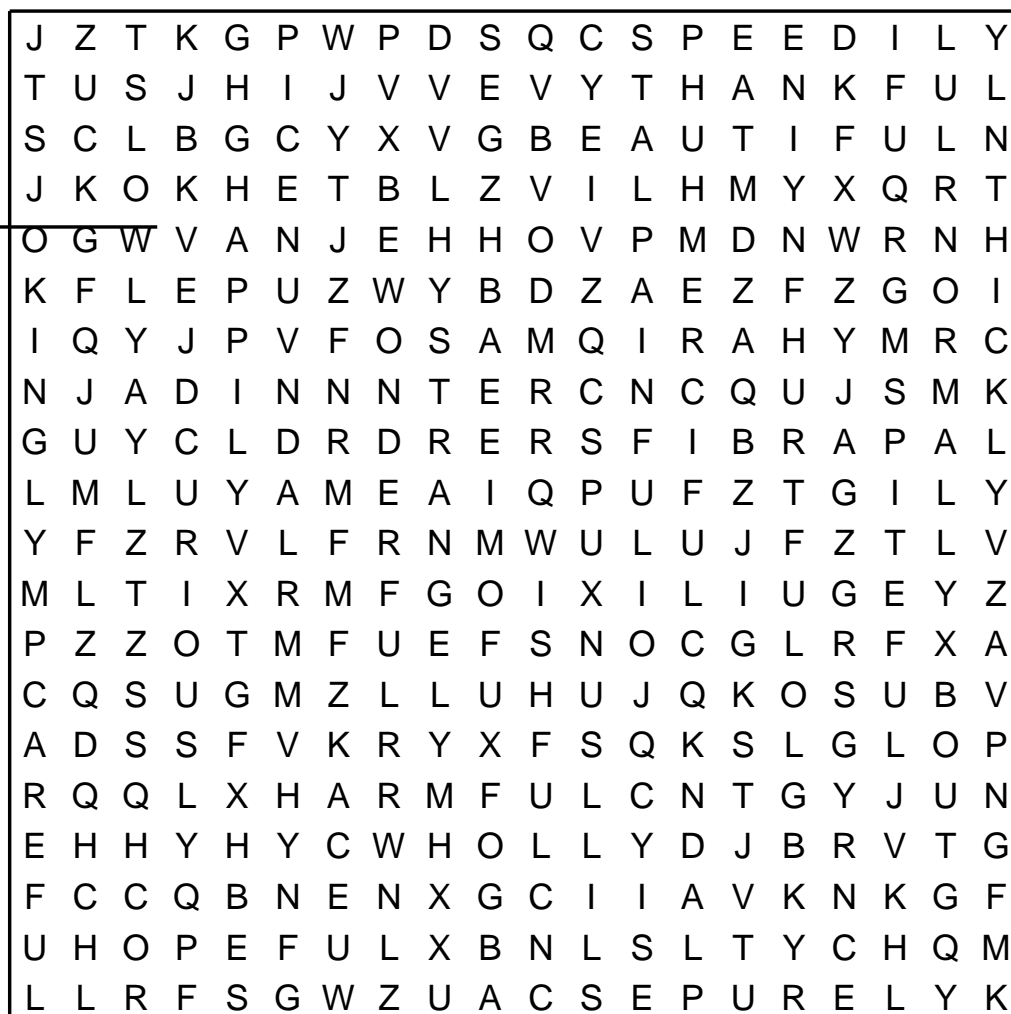 J Z T K G P W P D S Q C S P E E D I L Y
T U S J H I J V V E V Y T H A N K F U L
S C L B G C Y X V G B E A U T I F U L N
J K O K H E T B L Z V I L H M Y X Q R T
O G W V A N J E H H O V P M D N W R N H
K F L E P U Z W Y B D Z A E Z F Z G O I
I Q Y J P V F O S A M Q I R A H Y M R C
N J A D I N N N T E R C N C Q U J S M K
G U Y C L D R D R E R S F I B R A P A L
L M L U Y A M E A I Q P U F Z T G I L Y
Y F Z R V L F R N M W U L U J F Z T L V
M L T I X R M F G O I X I L I U G E Y Z
P Z Z O T M F U E F S N O C G L R F X A
C Q S U G M Z L L U H U J Q K O S U B V
A D S S F V K R Y X F S Q K S L G L O P
R Q Q L X H A R M F U L C N T G Y J U N
E H H Y H Y C W H O L L Y D J B R V T G
F C C Q B N E N X G C I I A V K N K G F
U H O P E F U L X B N L S L T Y C H Q M
L L R F S G W Z U A C S E P U R E L Y K